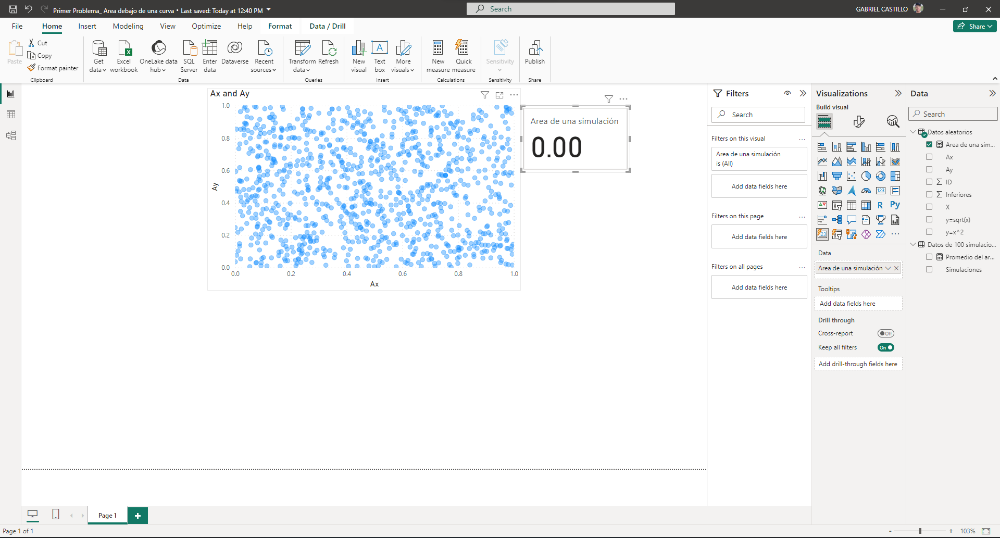 Primer Problema_ Area debajo de una curva • Last saved: Today at 12:40 PM
Search
GABRIEL CASTILLO
File
Home
Insert
Modeling
View
Optimize
Help
Format
Data / Drill
Share
Paste
Cut
Copy
Format painter
Clipboard
Get data
Excel workbook
OneLake data hub
SQL Server
Enter data
Dataverse
Recent sources
Data
Transform data
Refresh
Queries
New visual
Text box
More visuals
Insert
New measure
Quick measure
Calculations
Sensitivity
Sensitivity
Publish
Share
Ax and Ay
1.0
0.8
0.6
0.4
0.2
0.0
Ay
0.0
0.2
0.4
0.6
0.8
1.0
Ax
Area de una simulación
0.00
Filters
Search
Filters on this visual
...
Area de una simulación
is (All)
Add data fields here
Filters on this page
...
Add data fields here
Filters on all pages
...
Add data fields here
Visualizations
Build visual
123
R
Py
123
...
Data
Area de una simulación
Tooltips
Add data fields here
Drill through
Cross-report
Off
Keep all filters
On
Add drill-through fields here
Data
Search
Datos aleatorios
Area de una sim...
Ax
Ay
∑ ID
∑ Inferiores
X
y=sqrt(x)
y=x^2
Datos de 100 simulacio...
Promedio del ar...
Simulaciones
Page 1
+
Page 1 of 1
- + 103%